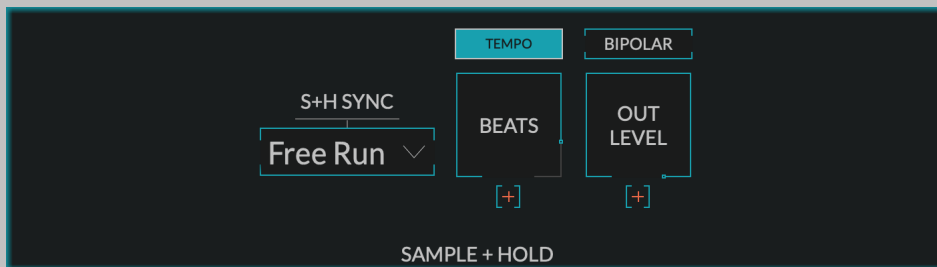 TEMPO
BIPOLAR
S+H SYNC
Free Run
BEATS
OUT
LEVEL
[+]
[+]
SAMPLE + HOLD